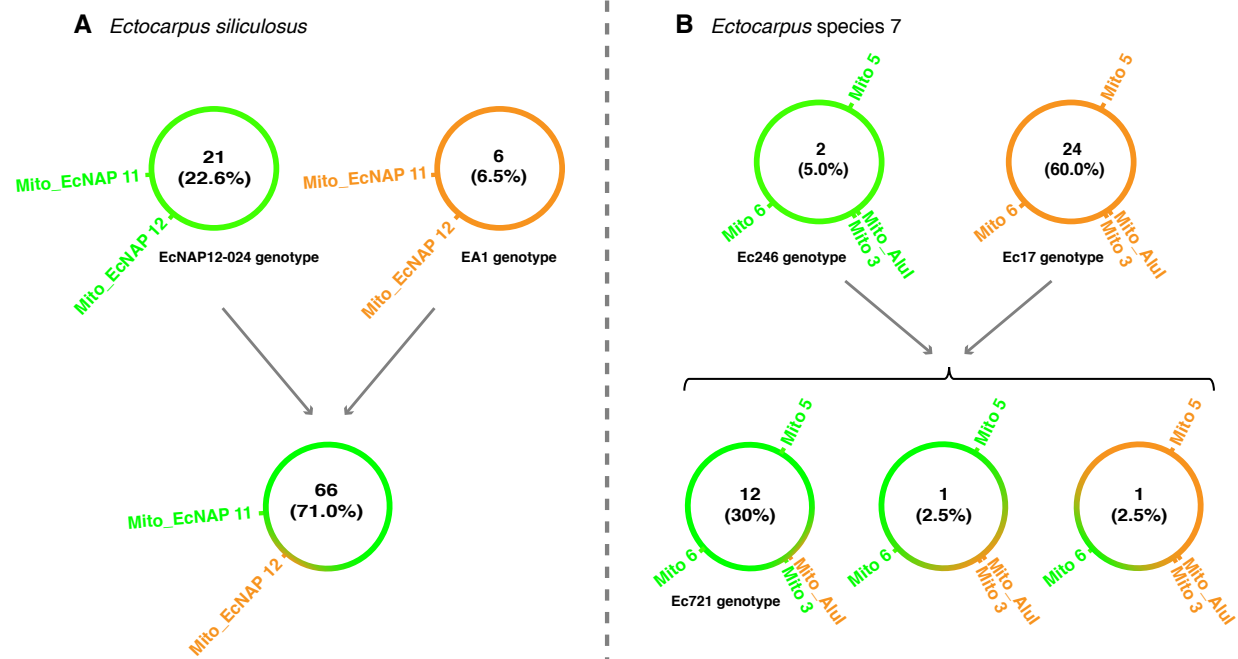 A Ectocarpus siliculosus
21
(22.6%)
Mito_EcNAP 11
Mito_EcNAP 12
EcNAP12-024 genotype
6
(6.5%)
Mito_EcNAP 11
Mito_EcNAP 12
EA1 genotype
66
(71.0%)
Mito_EcNAP 11
Mito_EcNAP 12
B Ectocarpus species 7
Mito 5
2
(5.0%)
Mito 6
Mito_AluI
Mito 3
Ec246 genotype
Mito 5
24
(60.0%)
Mito 6
Mito_AluI
Mito 3
Ec17 genotype
Mito 5
12
(30%)
Mito 6
Mito_AluI
Mito 3
Ec721 genotype
Mito 5
1
(2.5%)
Mito 6
Mito_AluI
Mito 3
Mito 5
1
(2.5%)
Mito 6
Mito_AluI
Mito 3